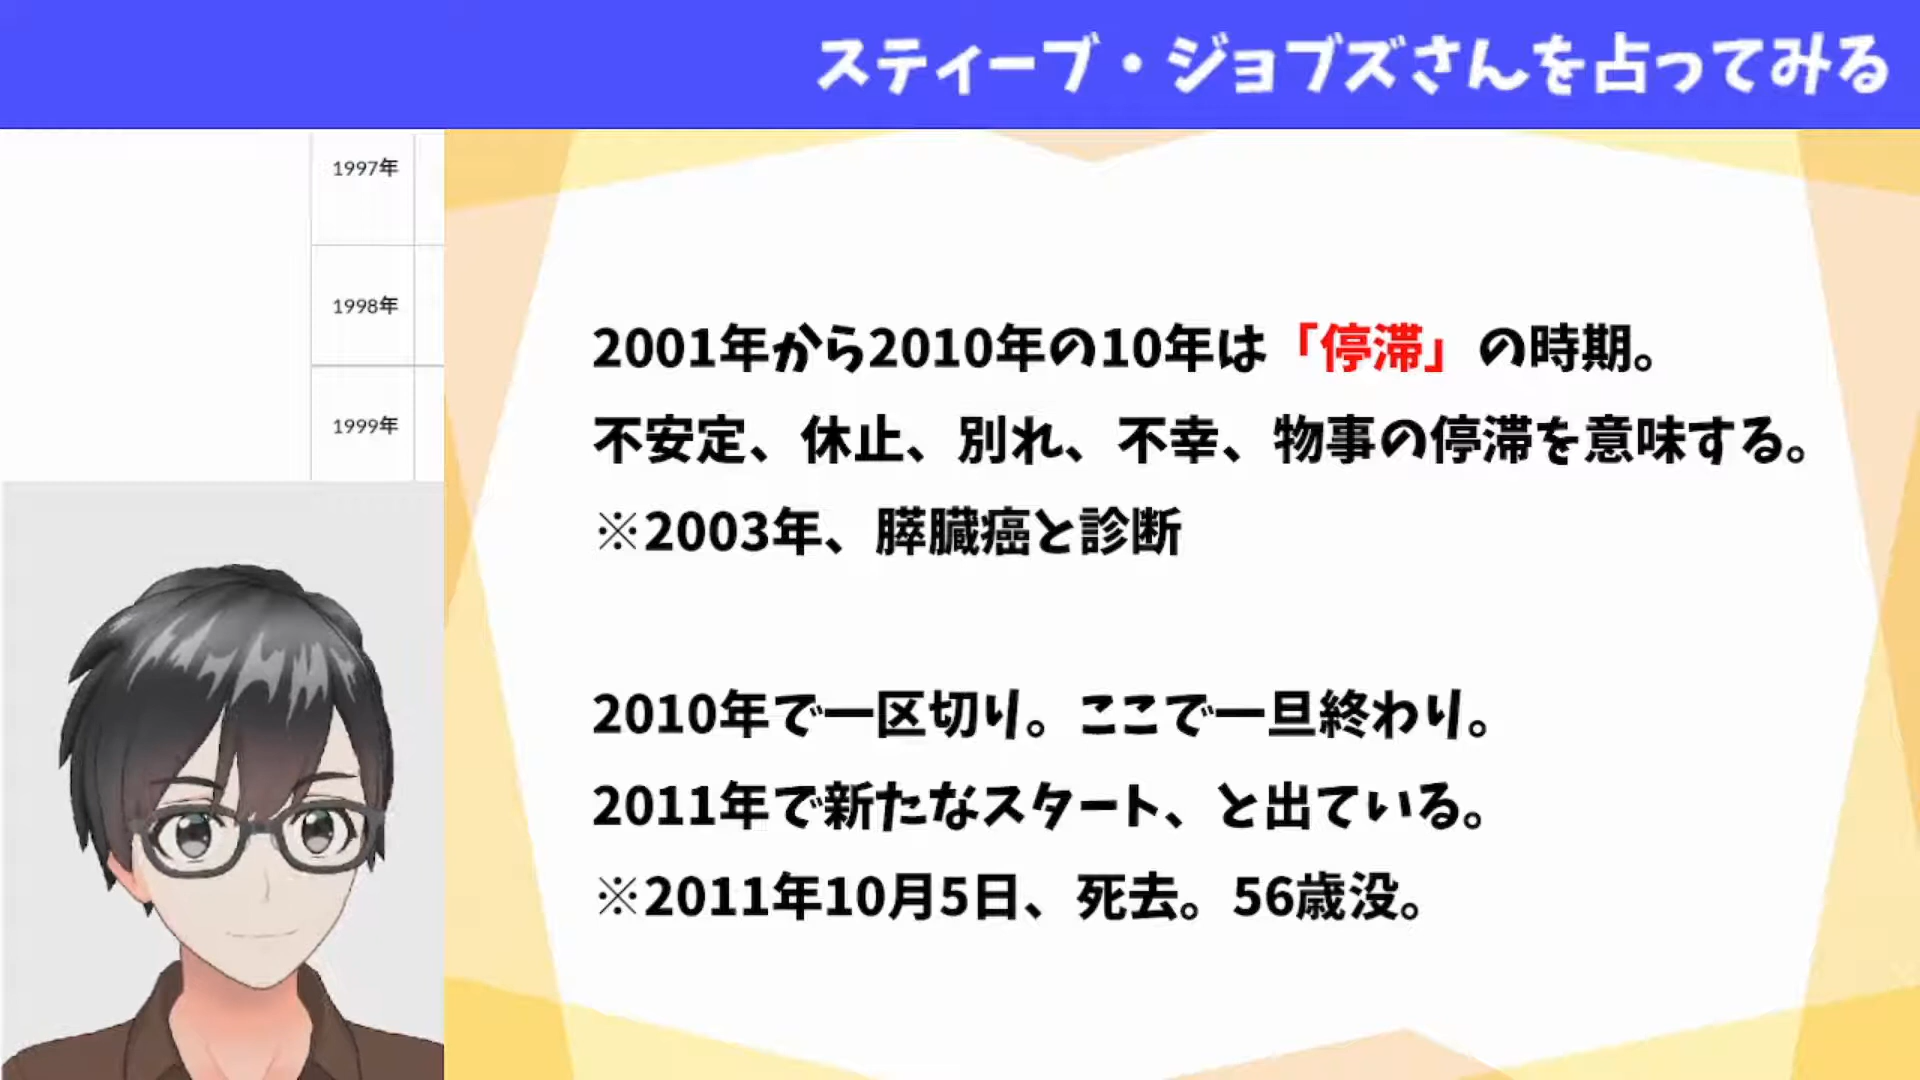 スティーブ・ジョブズさんを占ってみる
1997年
1998年
1999年
2001年から2010年の10年は「停滞」の時期。
不安定、休止、別れ、不幸、物事の停滞を意味する。
※2003年、膵臓癌と診断
2010年で一区切り。ここで一旦終わり。
2011年で新たなスタート、と出ている。
※2011年10月5日、死去。56歳没。